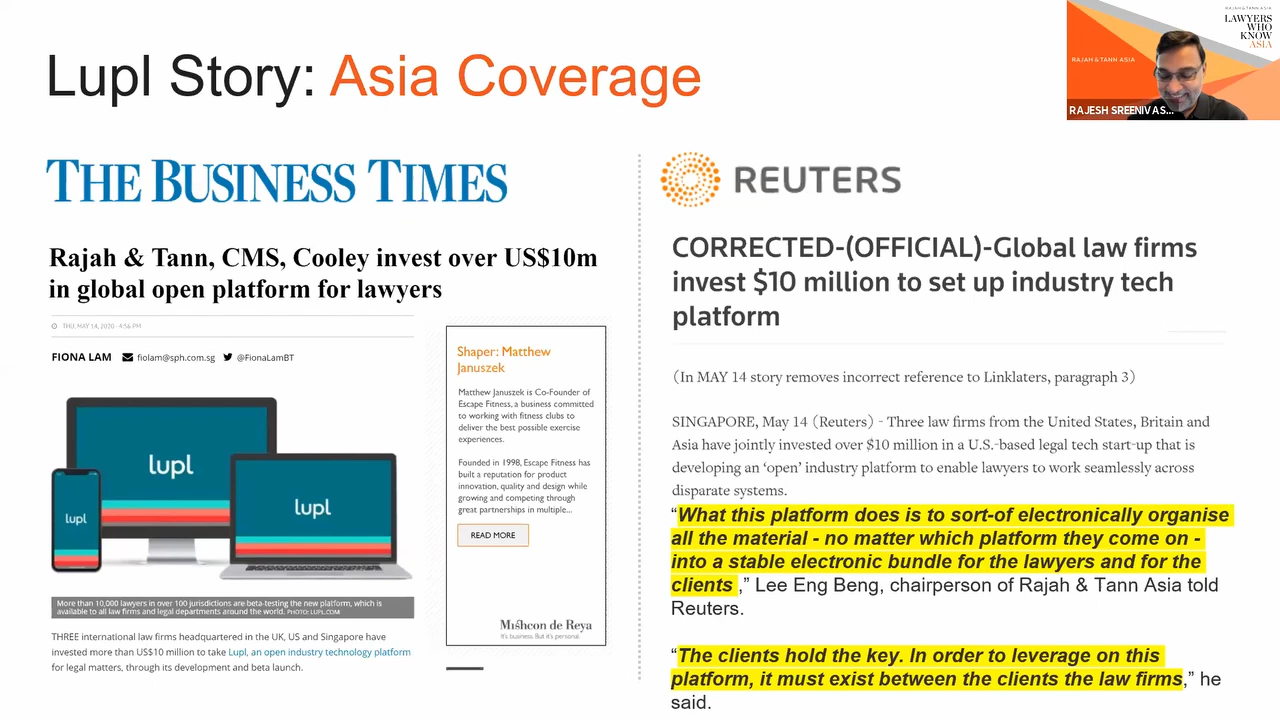 Lupl Story: Asia Coverage
RAJAH & TANN ASIA
LAWYERS
WHO
KNOW
ASIA
RAJAH & TANN ASIA
RAJESH SREENIVAS...
THE BUSINESS TIMES
Rajah & Tann, CMS, Cooley invest over US$10m
in global open platform for lawyers
THU, MAY 14, 2020 - 4:56 PM
FIONA LAM fiolam@sph.com.sg @FionaLamBT
lupl
lupl
lupl
More than 10,000 lawyers in over 100 jurisdictions are beta-testing the new platform, which is
available to all law firms and legal departments around the world. PHOTO: LUPL.COM
THREE international law firms headquartered in the UK, US and Singapore have
invested more than US$10 million to take Lupl, an open industry technology platform
for legal matters, through its development and beta launch.
Shaper: Matthew
Januszek
Matthew Januszek is Co-Founder of
Escape Fitness, a business committed
to working with fitness clubs to
deliver the best possible exercise
experiences.
Founded in 1998, Escape Fitness has
built a reputation for product
innovation, quality and design while
growing and competing through
great partnerships in multiple...
READ MORE
Mishcon de Reya
It's business. But it's personal.
REUTERS
CORRECTED-(OFFICIAL)-Global law firms
invest $10 million to set up industry tech
platform
(In MAY 14 story removes incorrect reference to Linklaters, paragraph 3)
SINGAPORE, May 14 (Reuters) - Three law firms from the United States, Britain and
Asia have jointly invested over $10 million in a U.S.-based legal tech start-up that is
developing an ‘open’ industry platform to enable lawyers to work seamlessly across
disparate systems.
“What this platform does is to sort-of electronically organise
all the material - no matter which platform they come on -
into a stable electronic bundle for the lawyers and for the
clients ,” Lee Eng Beng, chairperson of Rajah & Tann Asia told
Reuters.
“The clients hold the key. In order to leverage on this
platform, it must exist between the clients the law firms,” he
said.